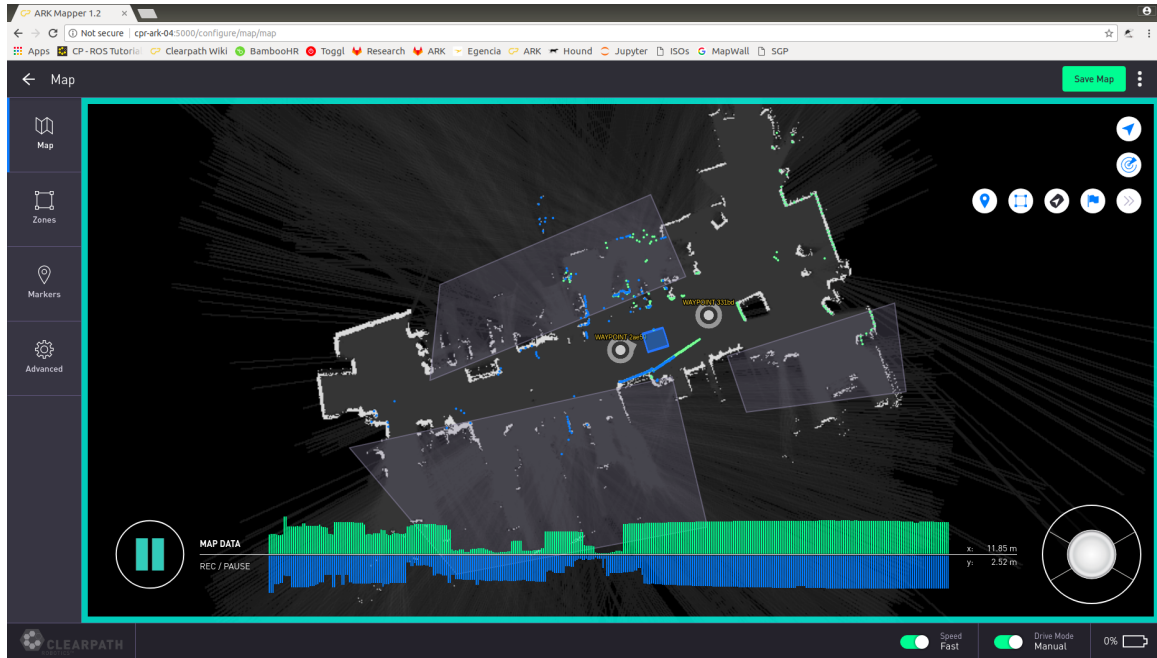 ARK Mapper 1.2
Not secure | cpr-ark-04:5000/configure/map/map
Apps CP-ROS Tutorial Clearpath Wiki BambooHR Toggl Research ARK Egencia ARK Hound Jupyter ISOs MapWall SGP
Map
Save Map
Map
Zones
Markers
Advanced
WAYPOINT 331bd
WAYPOINT
MAP DATA
REC / PAUSE
x: 11.85 m
y: 2.52 m
CLEARPATH
ROBOTICS
Speed
Fast
Drive Mode
Manual
0%